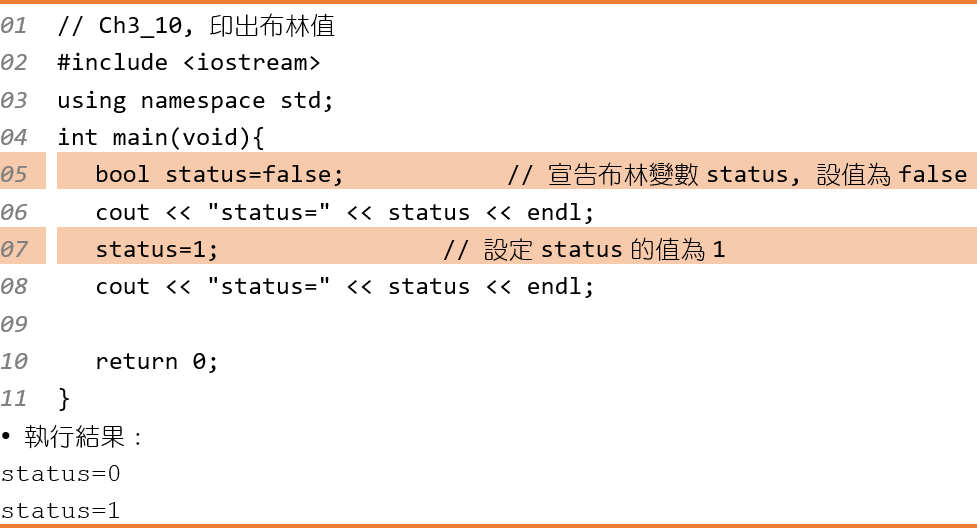 01 // Ch3_10, 印出布林值
02 #include <iostream>
03 using namespace std;
04 int main(void){
05 bool status=false; // 宣告布林變數 status, 設值為 false
06 cout << "status=" << status << endl;
07 status=1; // 設定 status 的值為 1
08 cout << "status=" << status << endl;
09
10 return 0;
11 }
• 執行結果：
status=0
status=1